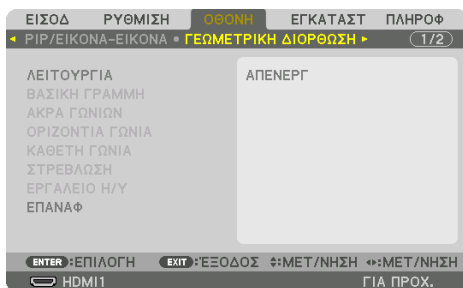 ΕΙΣΟΔ ΡΥΘΜΙΣΗ ΟΘΟΝΗ ΕΓΚΑΤΑΣΤ ΠΛΗΡΟΦ
PIP/ΕΙΚΟΝΑ-ΕΙΚΟΝΑ • ΓΕΩΜΕΤΡΙΚΗ ΔΙΟΡΘΩΣΗ 1/2
ΛΕΙΤΟΥΡΓΙΑ ΑΠΕΝΕΡΓ
ΒΑΣΙΚΗ ΓΡΑΜΜΗ
ΑΚΡΑ ΓΩΝΙΩΝ
ΟΡΙΖΟΝΤΙΑ ΓΩΝΙΑ
ΚΑΘΕΤΗ ΓΩΝΙΑ
ΣΤΡΕΒΛΩΣΗ
ΕΡΓΑΛΕΙΟ Η/Υ
ΕΠΑΝΑΦ
ENTER:ΕΠΙΛΟΓΗ EXIT:ΈΞΟΔΟΣ :ΜΕΤ/ΝΗΣΗ :ΜΕΤ/ΝΗΣΗ
HDMI1 ΓΙΑ ΠΡΟΧ.